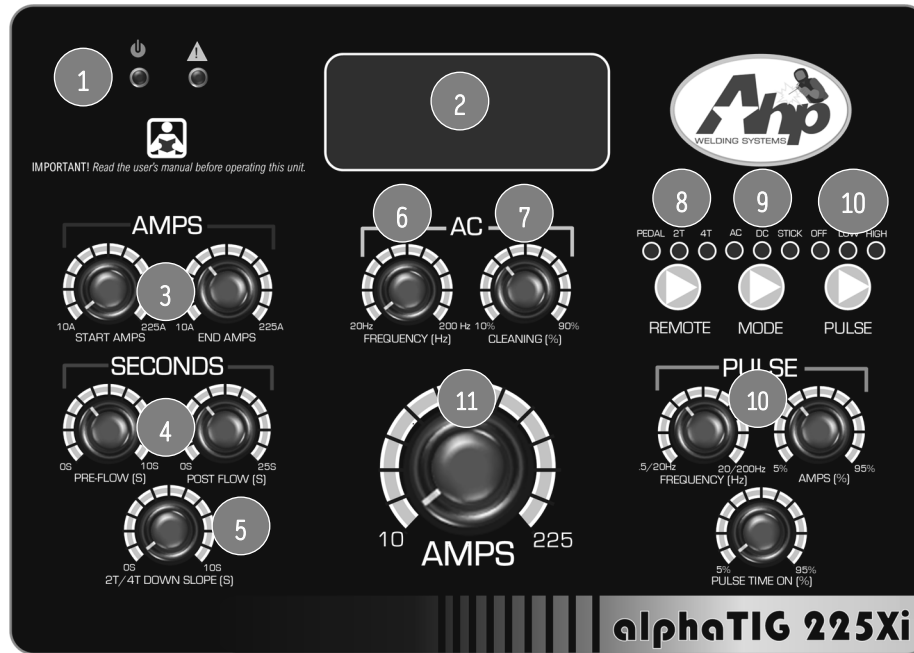 1
2
Ahp
WELDING SYSTEMS
IMPORTANT! Read the user's manual before operating this unit.
AMPS
3
10A 225A 10A 225A
START AMPS END AMPS
6 7
AC
20Hz 200 Hz 10% 90%
FREQUENCY (Hz) CLEANING (%)
8 9 10
PEDAL 2T 4T AC DC STICK OFF LOW HIGH
REMOTE MODE PULSE
SECONDS
4
0S 10S 0S 25S
PRE-FLOW (S) POST FLOW (S)
5
0S 10S
2T/4T DOWN SLOPE (S)
11
10 225
AMPS
PULSE
10
.5/20Hz 20/200Hz 5% 95%
FREQUENCY (Hz) AMPS (%)
5% 95%
PULSE TIME ON (%)
alphaTIG 225Xi